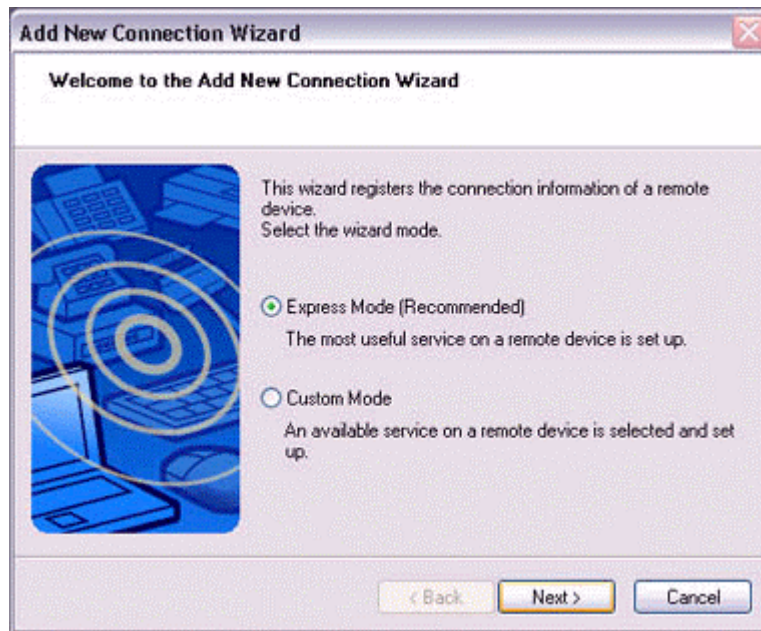 Add New Connection Wizard
Welcome to the Add New Connection Wizard
This wizard registers the connection information of a remote
device.
Select the wizard mode.
Express Mode (Recommended)
The most useful service on a remote device is set up.
Custom Mode
An available service on a remote device is selected and set
up.
< Back
Next >
Cancel